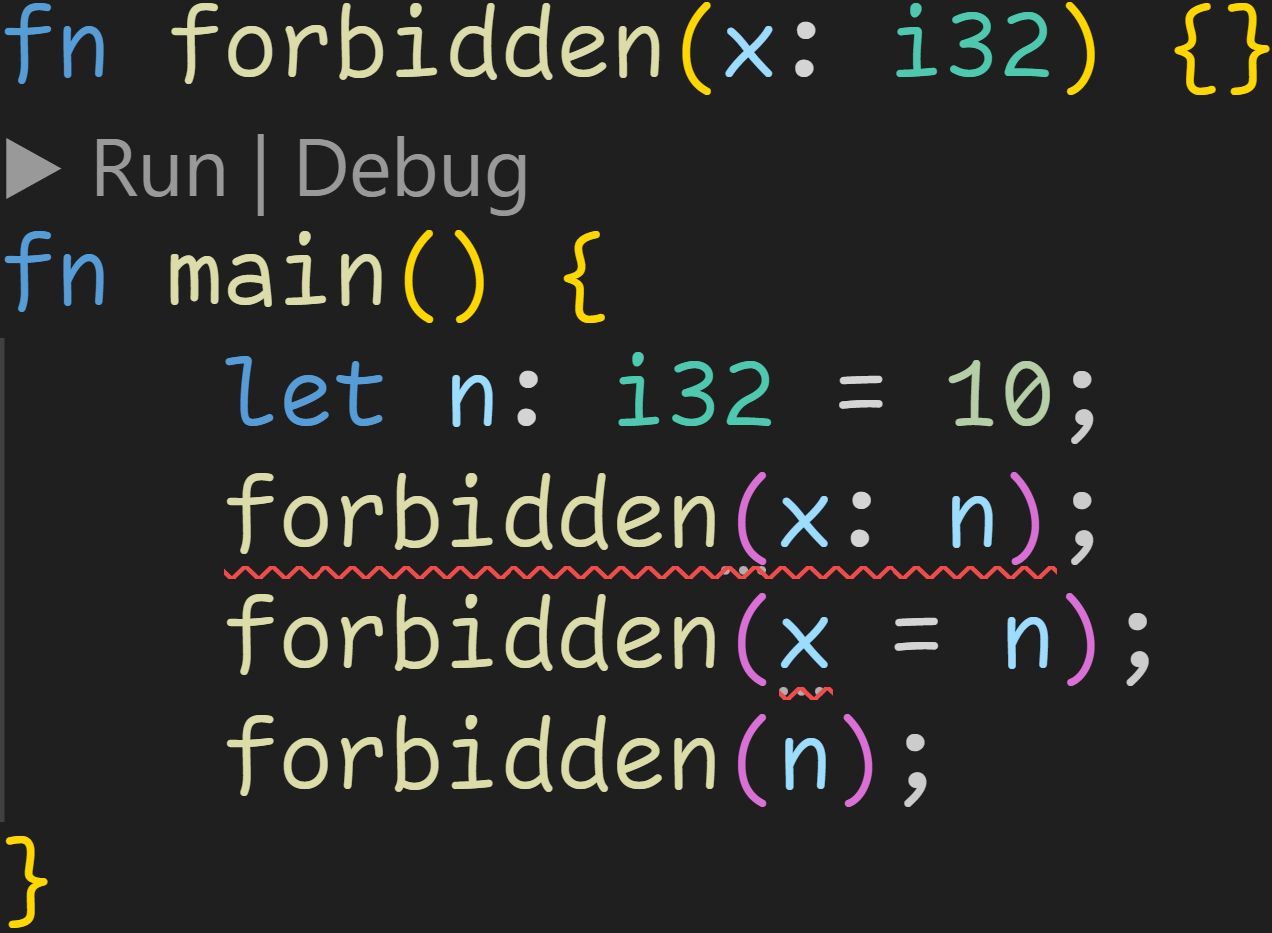 fn forbidden(x: i32) {}
▶ Run | Debug
fn main() {
    let n: i32 = 10;
    forbidden(x: n);
    forbidden(x = n);
    forbidden(n);
}